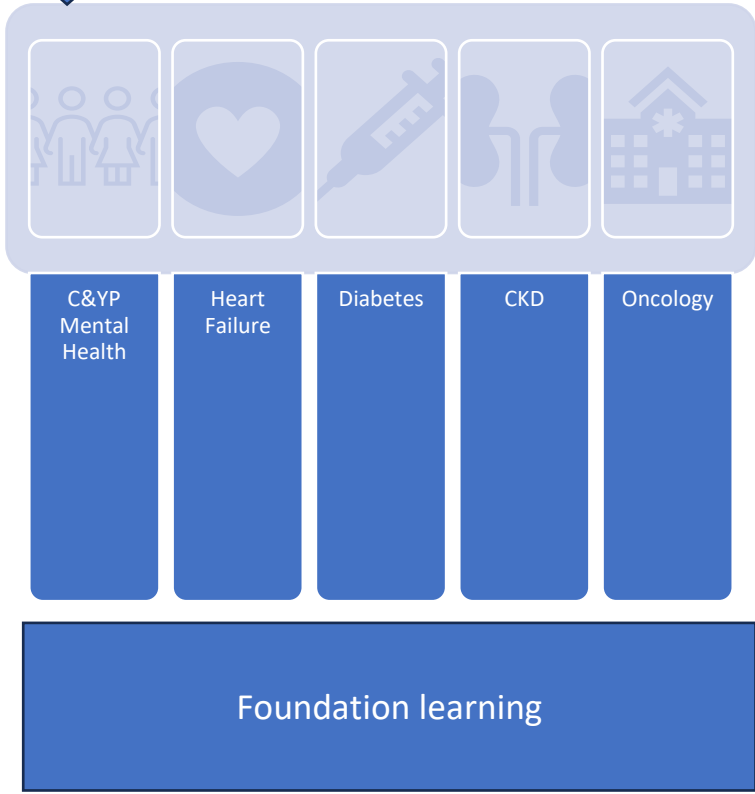 C&YP
Mental
Health
Heart
Failure
Diabetes
CKD
Oncology
Foundation learning